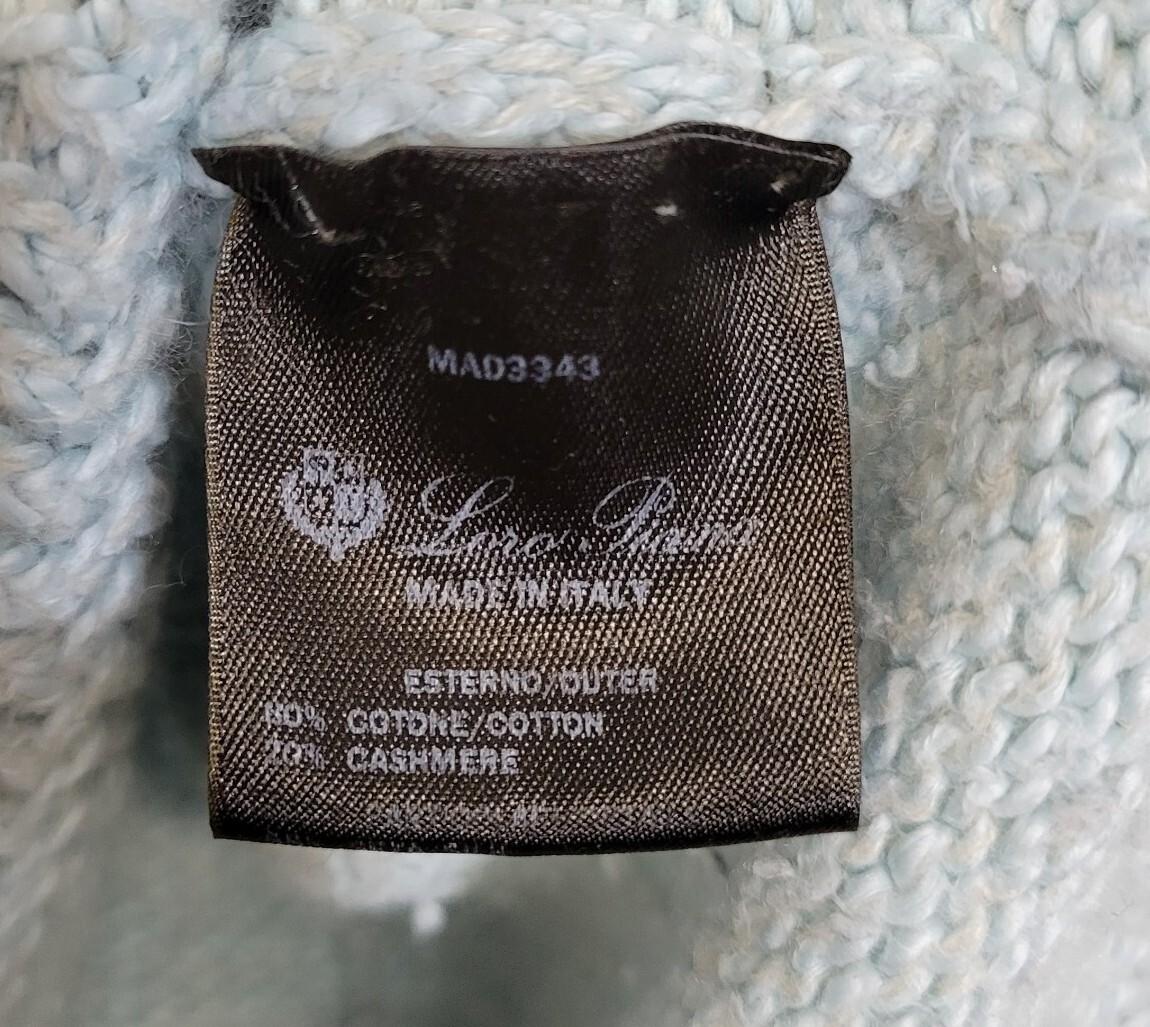 MAD3343
Loro Piana
MADE IN ITALY
ESTERNO/OUTER
80% COTONE/COTTON
20% CASHMERE